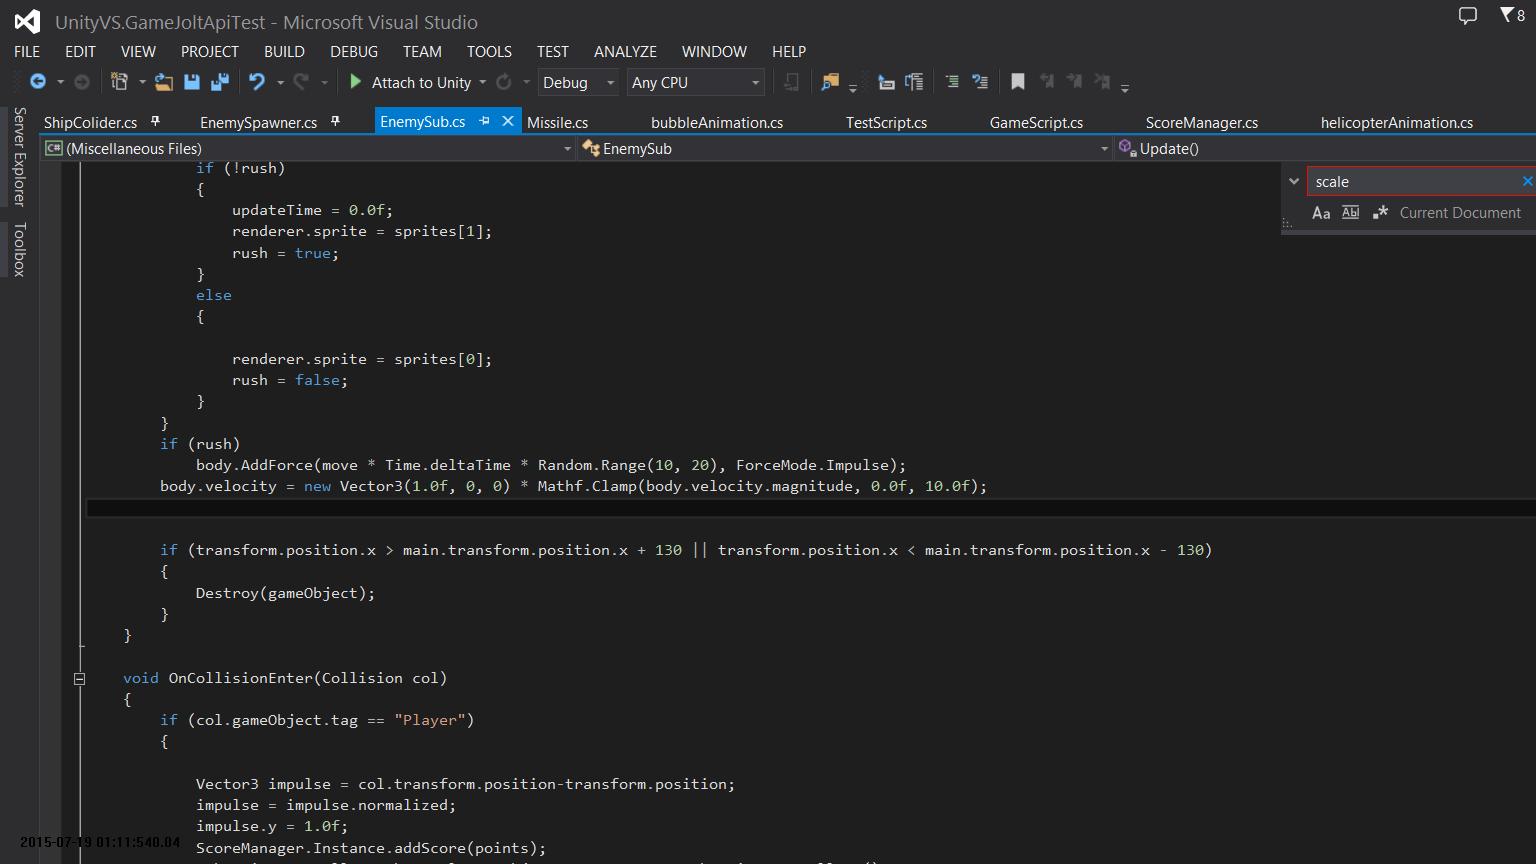 UnityVS.GameJoltApiTest - Microsoft Visual Studio
8
FILE EDIT VIEW PROJECT BUILD DEBUG TEAM TOOLS TEST ANALYZE WINDOW HELP
Attach to Unity Debug Any CPU
ShipColider.cs EnemySpawner.cs EnemySub.cs Missile.cs bubbleAnimation.cs TestScript.cs GameScript.cs ScoreManager.cs helicopterAnimation.cs
Server Explorer
Toolbox
C# (Miscellaneous Files) EnemySub Update()
scale
Aa Abl .* Current Document
if (!rush)
{
updateTime = 0.0f;
renderer.sprite = sprites[1];
rush = true;
}
else
{
renderer.sprite = sprites[0];
rush = false;
}
}
if (rush)
body.AddForce(move * Time.deltaTime * Random.Range(10, 20), ForceMode.Impulse);
body.velocity = new Vector3(1.0f, 0, 0) * Mathf.Clamp(body.velocity.magnitude, 0.0f, 10.0f);
if (transform.position.x > main.transform.position.x + 130 || transform.position.x < main.transform.position.x - 130)
{
Destroy(gameObject);
}
}
void OnCollisionEnter(Collision col)
{
if (col.gameObject.tag == "Player")
{
Vector3 impulse = col.transform.position-transform.position;
impulse = impulse.normalized;
impulse.y = 1.0f;
ScoreManager.Instance.addScore(points);
2015-07-19 01:11:540.04